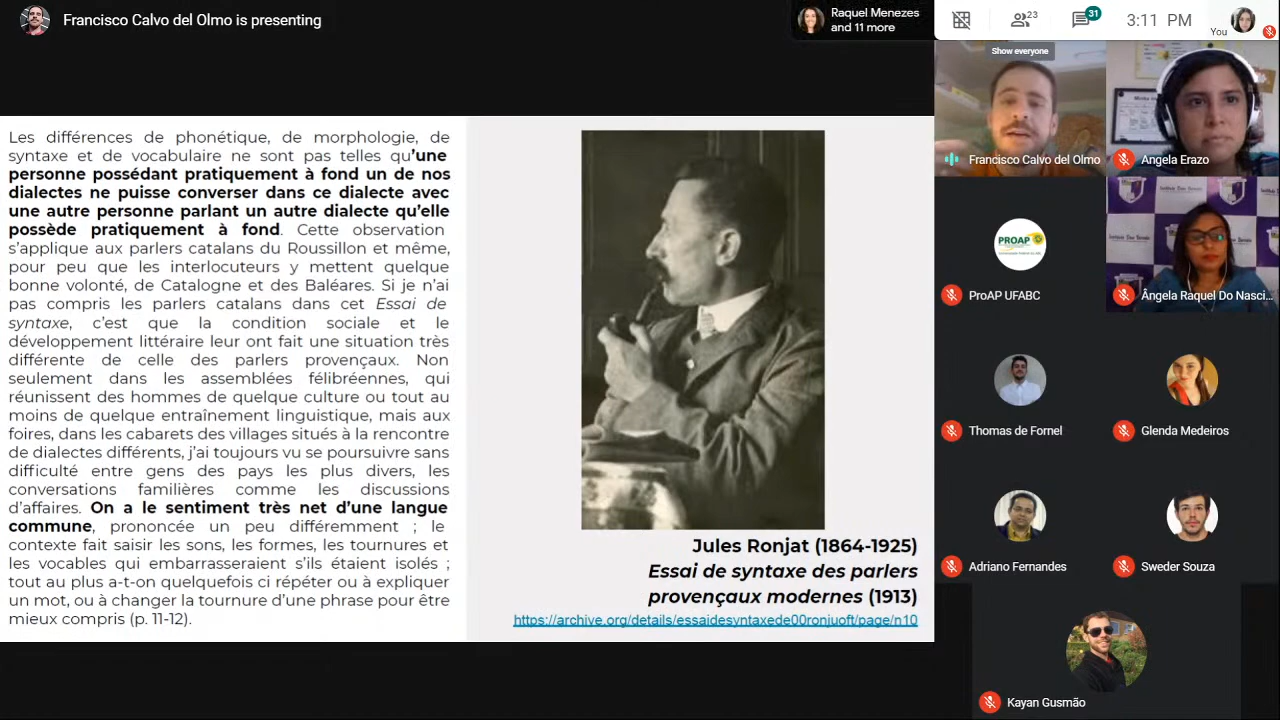 Francisco Calvo del Olmo is presenting
Raquel Menezes
and 11 more
23
31
3:11 PM
You
Show everyone
Les différences de phonétique, de morphologie, de
syntaxe et de vocabulaire ne sont pas telles qu'une
personne possédant pratiquement à fond un de nos
dialectes ne puisse converser dans ce dialecte avec
une autre personne parlant un autre dialecte qu'elle
possède pratiquement à fond. Cette observation
s'applique aux parlers catalans du Roussillon et même,
pour peu que les interlocuteurs y mettent quelque
bonne volonté, de Catalogne et des Baléares. Si je n'ai
pas compris les parlers catalans dans cet Essai de
syntaxe, c'est que la condition sociale et le
développement littéraire leur ont fait une situation très
différente de celle des parlers provençaux. Non
seulement dans les assemblées félibréennes, qui
réunissent des hommes de quelque culture ou tout au
moins de quelque entraînement linguistique, mais aux
foires, dans les cabarets des villages situés à la rencontre
de dialectes différents, j'ai toujours vu se poursuivre sans
difficulté entre gens des pays les plus divers, les
conversations familières comme les discussions
d'affaires. On a le sentiment très net d'une langue
commune, prononcée un peu différemment ; le
contexte fait saisir les sons, les formes, les tournures et
les vocables qui embarrasseraient s'ils étaient isolés ;
tout au plus a-t-on quelquefois ci répéter ou à expliquer
un mot, ou à changer la tournure d'une phrase pour être
mieux compris (p. 11-12).
Jules Ronjat (1864-1925)
Essai de syntaxe des parlers
provençaux modernes (1913)
https://archive.org/details/essaidesyntaxede00ronjuoft/page/n10
Francisco Calvo del Olmo
Angela Erazo
PROAP
ProAP UFABC
Ângela Raquel Do Nasci...
Thomas de Fornel
Glenda Medeiros
Adriano Fernandes
Sweder Souza
Kayan Gusmão